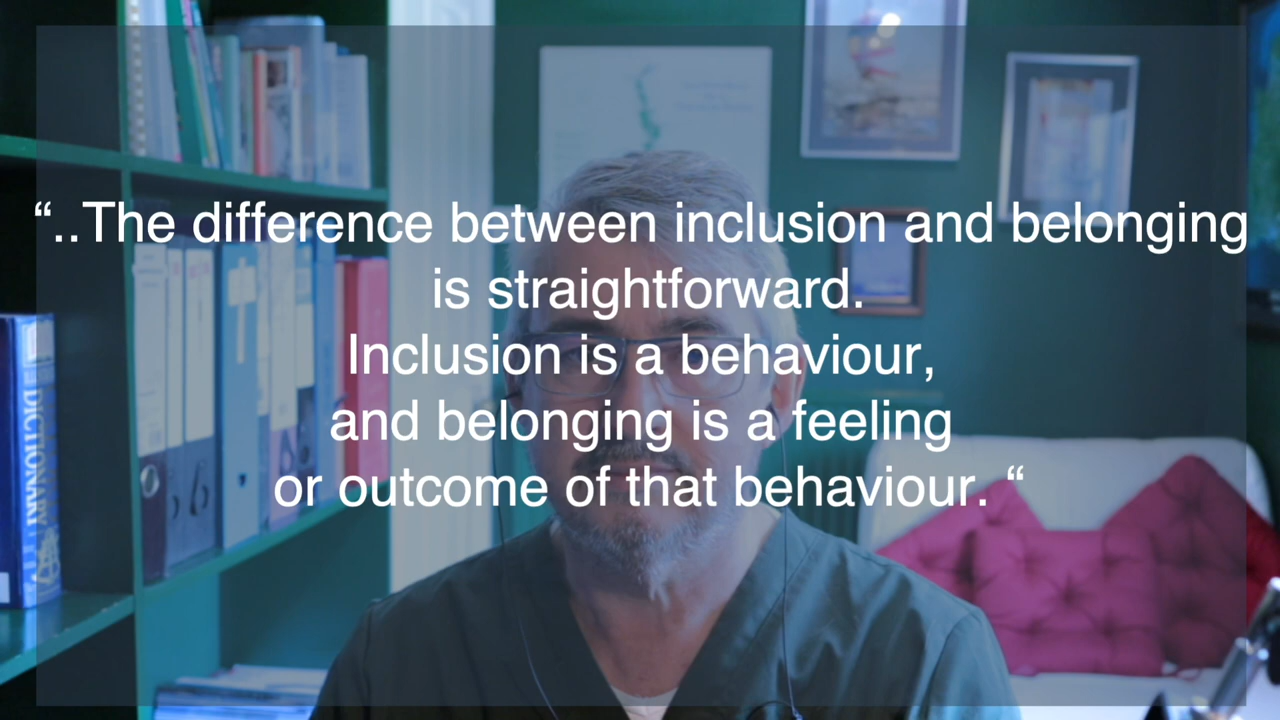 “..The difference between inclusion and belonging
is straightforward.
Inclusion is a behaviour,
and belonging is a feeling
or outcome of that behaviour. “
DICTIONARY